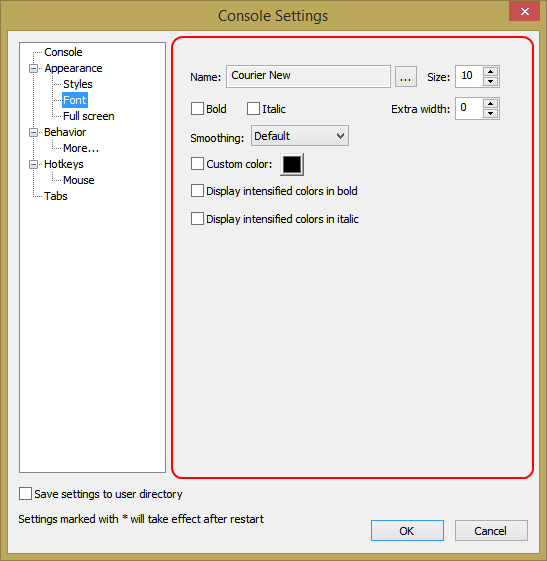 Console Settings
Console
Appearance
Styles
Font
Full screen
Behavior
More...
Hotkeys
Mouse
Tabs
Name: Courier New ... Size: 10
Bold Italic Extra width: 0
Smoothing: Default
Custom color:
Display intensified colors in bold
Display intensified colors in italic
Save settings to user directory
Settings marked with * will take effect after restart
OK Cancel